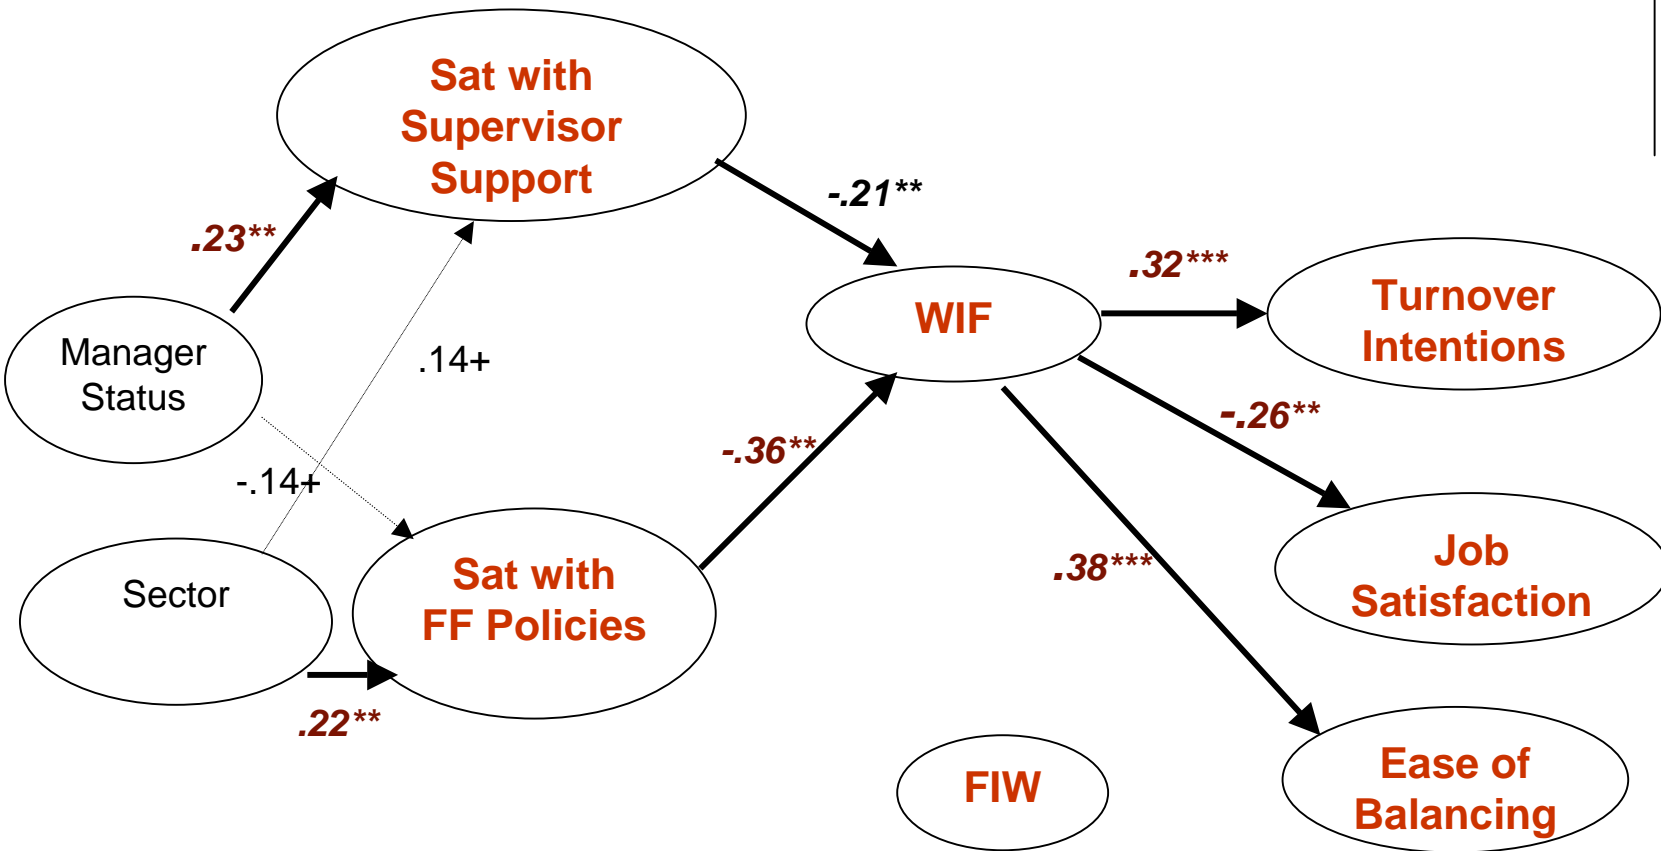 Sat with
Supervisor
Support
-.21**
.23**
.32***
Turnover
Intentions
WIF
Manager
Status
.14+
-.26**
-.36**
-.14+
Sat with
FF Policies
Sector
.38***
Job
Satisfaction
.22**
FIW
Ease of
Balancing